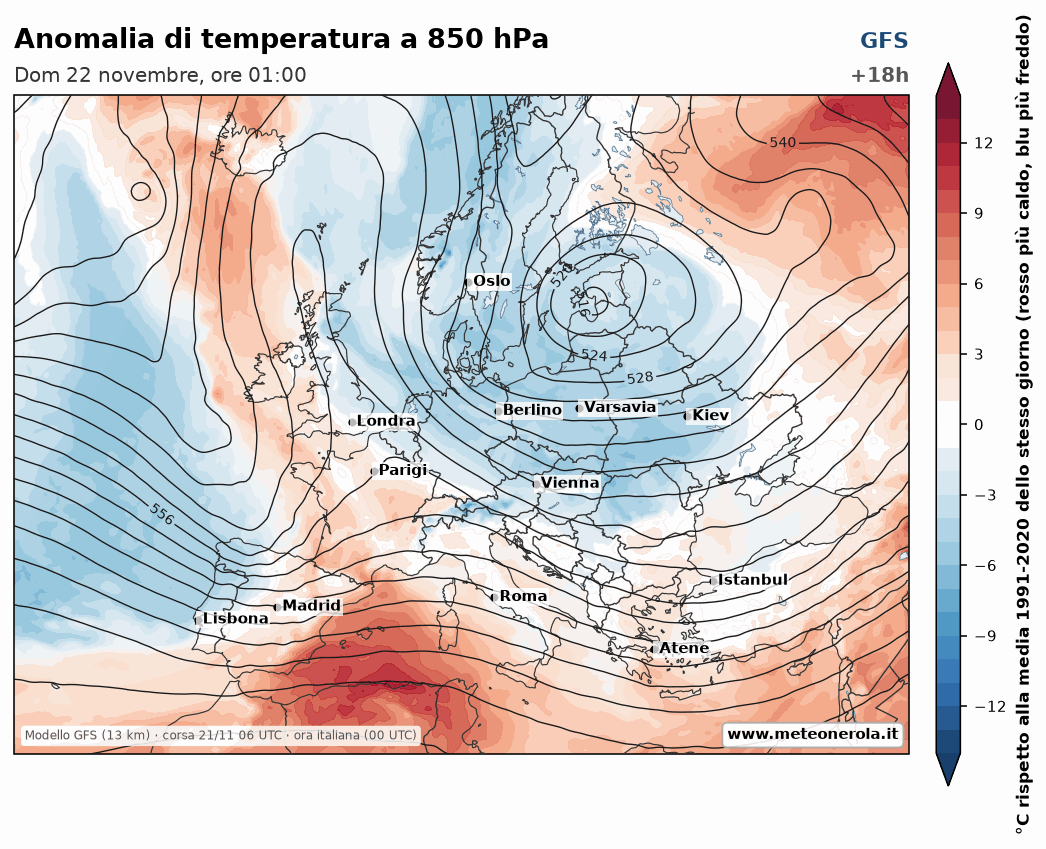 Anomalia di temperatura a 850 hPa
GFS
Dom 22 novembre, ore 01:00
+18h
540
Oslo
524
528
Berlino
Varsavia
Kiev
Londra
Parigi
Vienna
556
Istanbul
Madrid
Roma
Lisbona
Atene
Modello GFS (13 km) · corsa 21/11 06 UTC · ora italiana (00 UTC)
www.meteonerola.it
12
9
6
3
0
−3
−6
−9
−12
°C rispetto alla media 1991-2020 dello stesso giorno (rosso più caldo, blu più freddo)